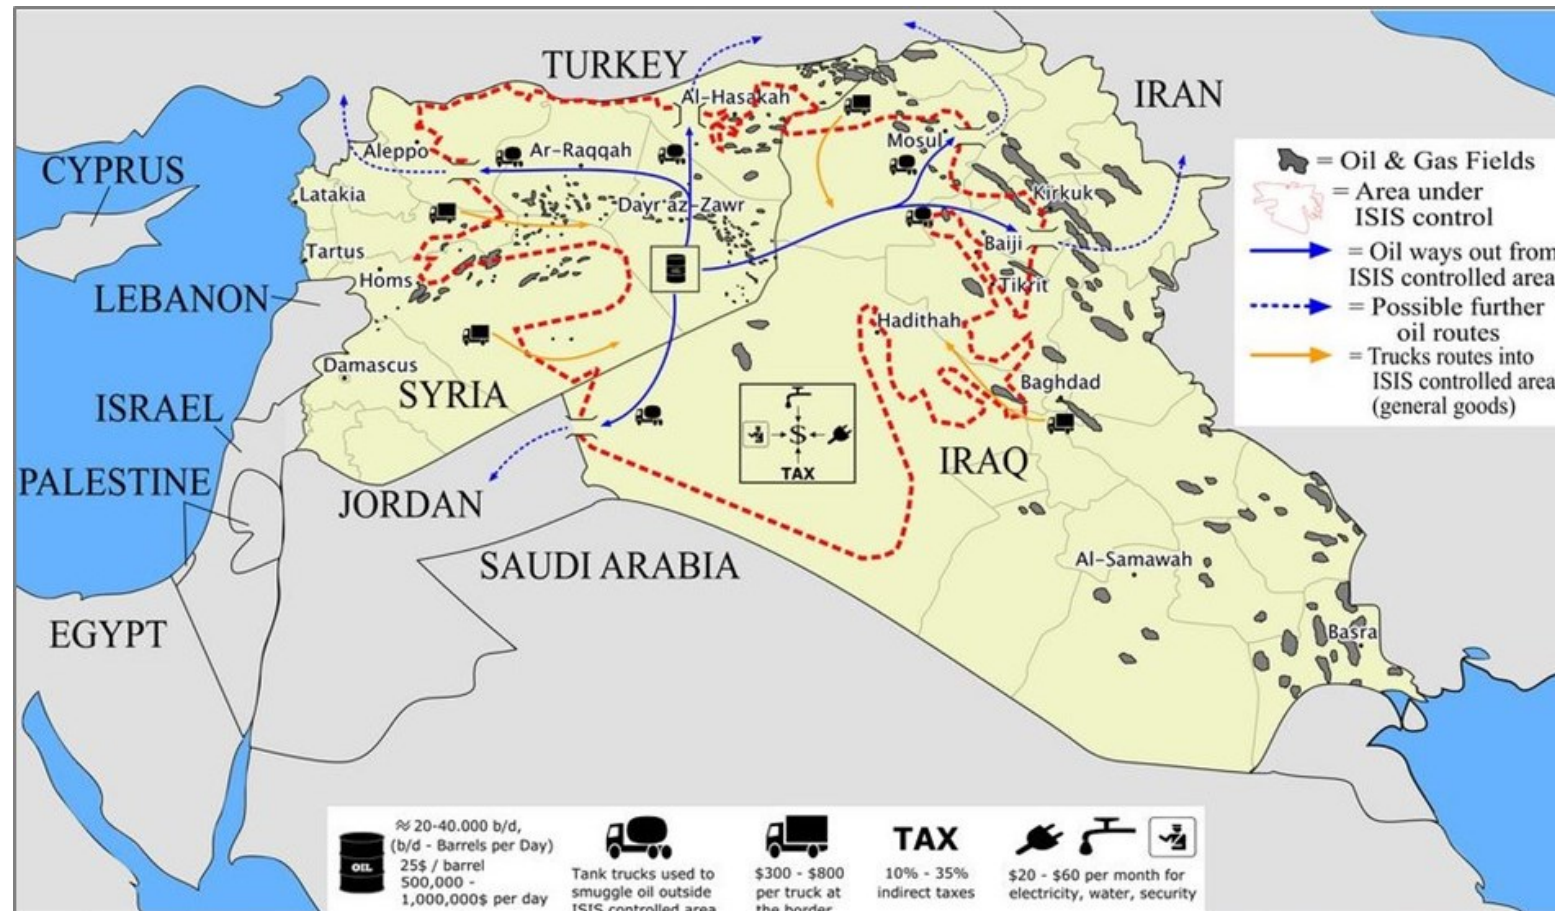 TURKEY
IRAN
Al-Hasakah
Mosul
Aleppo
Ar-Raqqah
CYPRUS
Latakia
Dayr az-Zawr
Kirkuk
Tartus
Baiji
Homs
Tikrit
LEBANON
Hadithah
Damascus
SYRIA
Baghdad
ISRAEL
IRAQ
PALESTINE
JORDAN
SAUDI ARABIA
Al-Samawah
EGYPT
Basra
$
TAX
= Oil & Gas Fields
= Area under
ISIS control
= Oil ways out from
ISIS controlled area
= Possible further
oil routes
= Trucks routes into
ISIS controlled area
(general goods)
OIL
≈ 20-40.000 b/d,
(b/d - Barrels per Day)
25$ / barrel
500,000 -
1,000,000$ per day
Tank trucks used to
smuggle oil outside
ISIS controlled area
$300 - $800
per truck at
the border
TAX
10% - 35%
indirect taxes
$20 - $60 per month for
electricity, water, security